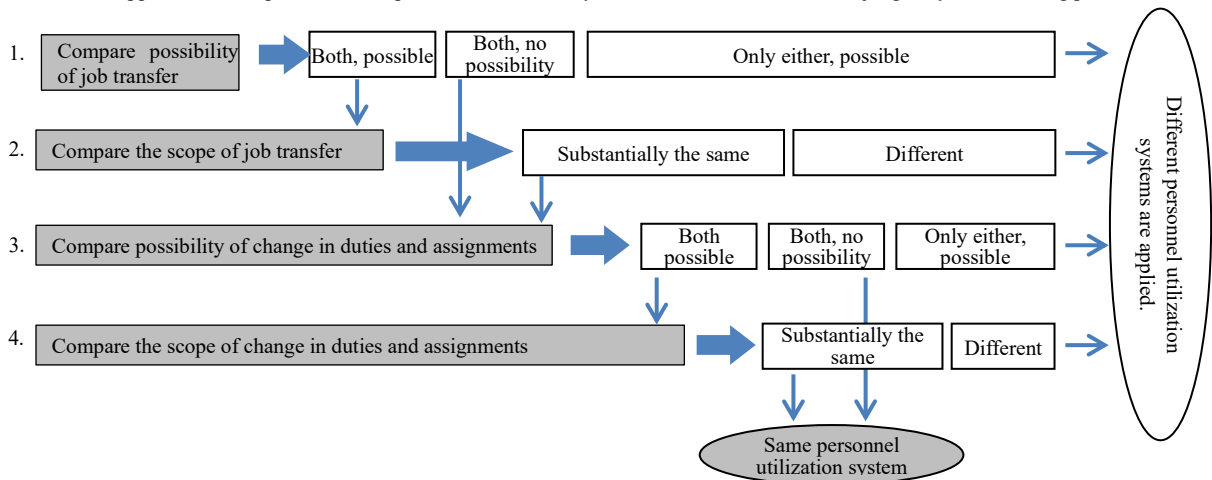 1.
Compare possibility
of job transfer
Both, possible
Both, no
possibility
Only either, possible
2.
Compare the scope of job transfer
Substantially the same
Different
3.
Compare possibility of change in duties and assignments
Both
possible
Both, no
possibility
Only either,
possible
4.
Compare the scope of change in duties and assignments
Substantially the
same
Different
Different personnel utilization
systems are applied.
Same personnel
utilization system